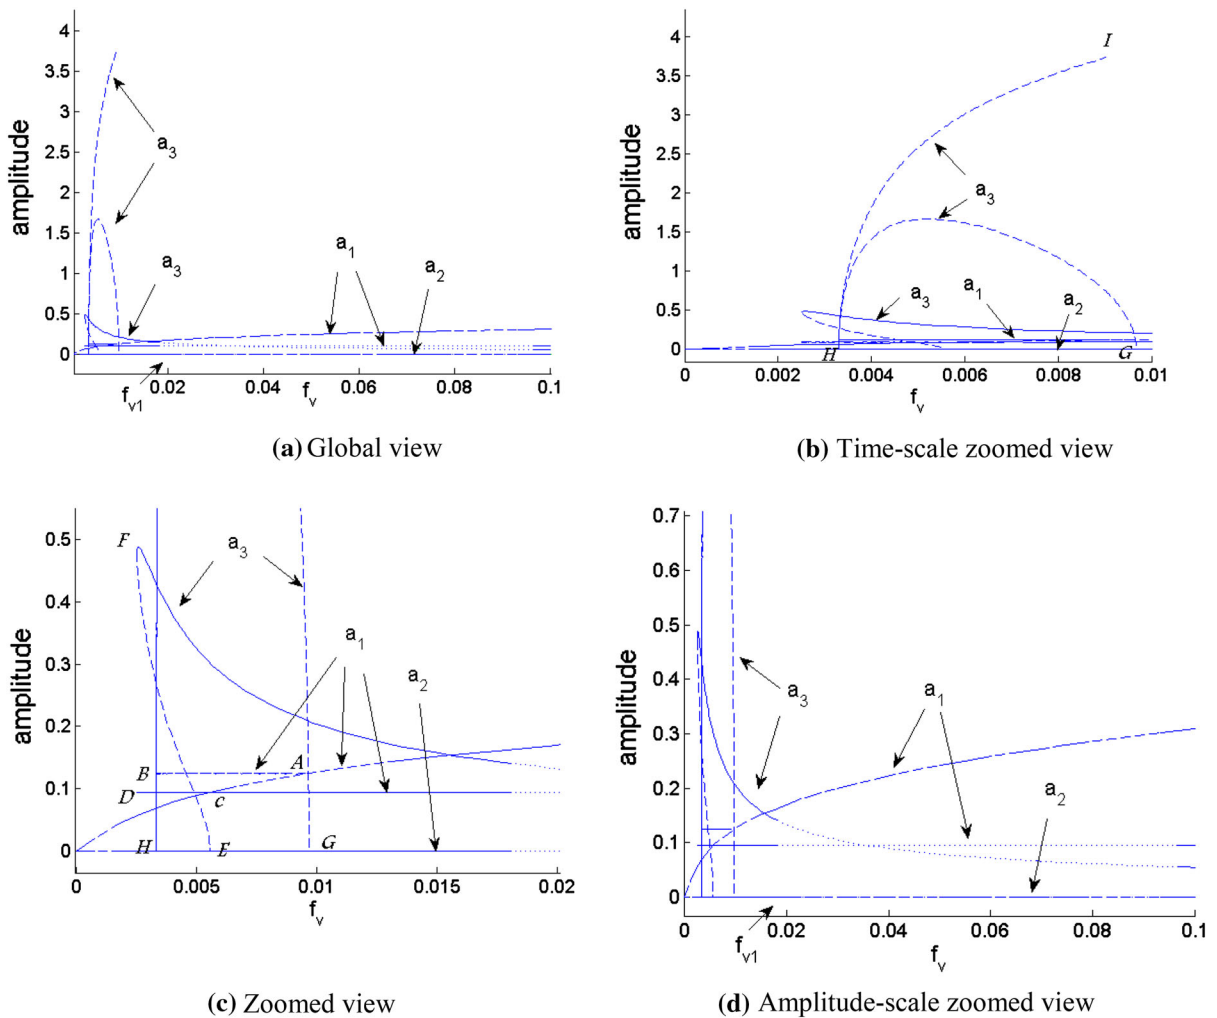 amplitude
4
3.5
3
2.5
2
1.5
1
0.5
0
a3
a3
a1
a2
0.02
0.04
0.06
0.08
0.1
fv1
fv
(a) Global view
amplitude
4
3.5
3
2.5
2
1.5
1
0.5
0
I
a3
a3
a1
a2
H
G
0
0.002
0.004
0.006
0.008
0.01
fv
(b) Time-scale zoomed view
amplitude
0.5
0.4
0.3
0.2
0.1
0
F
a3
a1
a2
B
A
D
c
H
E
G
0
0.005
0.01
0.015
0.02
fv
(c) Zoomed view
amplitude
0.7
0.6
0.5
0.4
0.3
0.2
0.1
0
a3
a1
a2
0
0.02
0.04
0.06
0.08
0.1
fv1
fv
(d) Amplitude-scale zoomed view